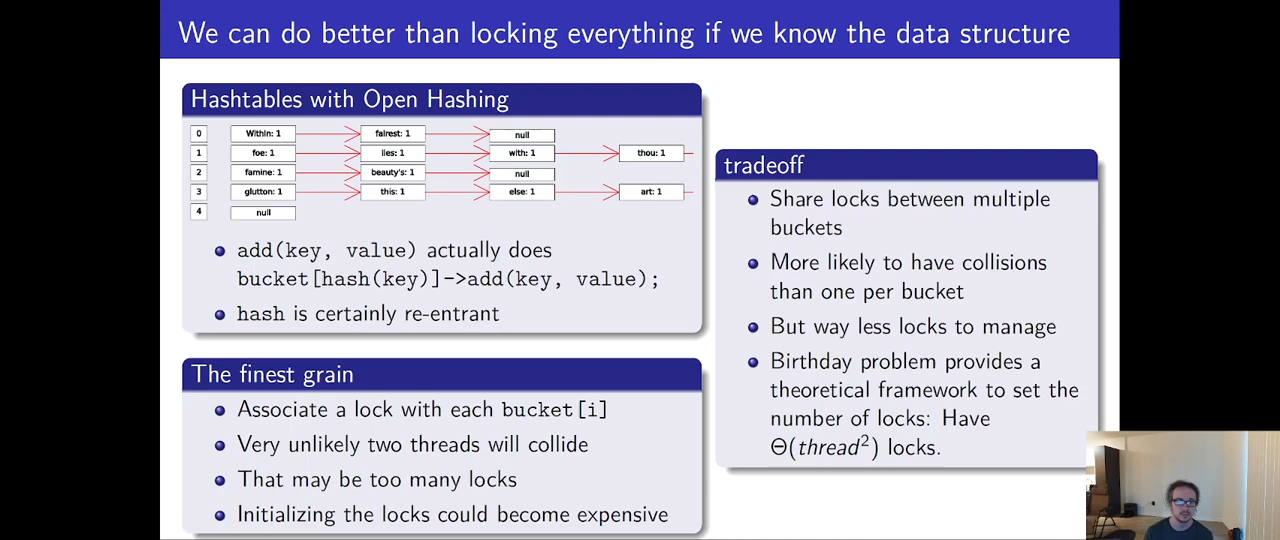 We can do better than locking everything if we know the data structure
Hashtables with Open Hashing
0 Within: 1 fairest: 1 null
1 foe: 1 lies: 1 with: 1 thou: 1
2 famine: 1 beauty's: 1 null
3 glutton: 1 this: 1 else: 1 art: 1
4 null
add(key, value) actually does
bucket[hash(key)]->add(key, value);
hash is certainly re-entrant
The finest grain
Associate a lock with each bucket[i]
Very unlikely two threads will collide
That may be too many locks
Initializing the locks could become expensive
tradeoff
Share locks between multiple
buckets
More likely to have collisions
than one per bucket
But way less locks to manage
Birthday problem provides a
theoretical framework to set the
number of locks: Have
Θ(thread²) locks.